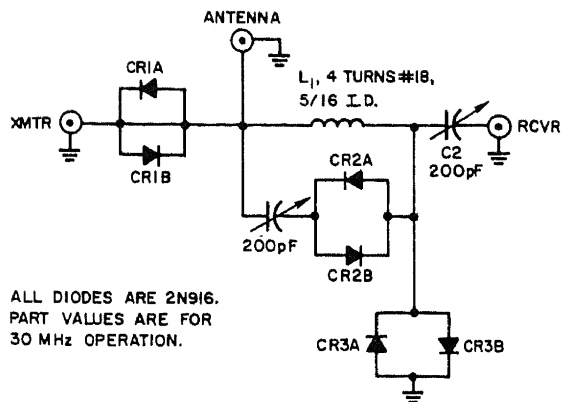 ANTENNA
L1, 4 TURNS #18,
5/16 I.D.
CR1A
XMTR
CR1B
RCVR
C2
200pF
CR2A
200pF
CR2B
ALL DIODES ARE 2N916.
PART VALUES ARE FOR
30 MHz OPERATION.
CR3A
CR3B